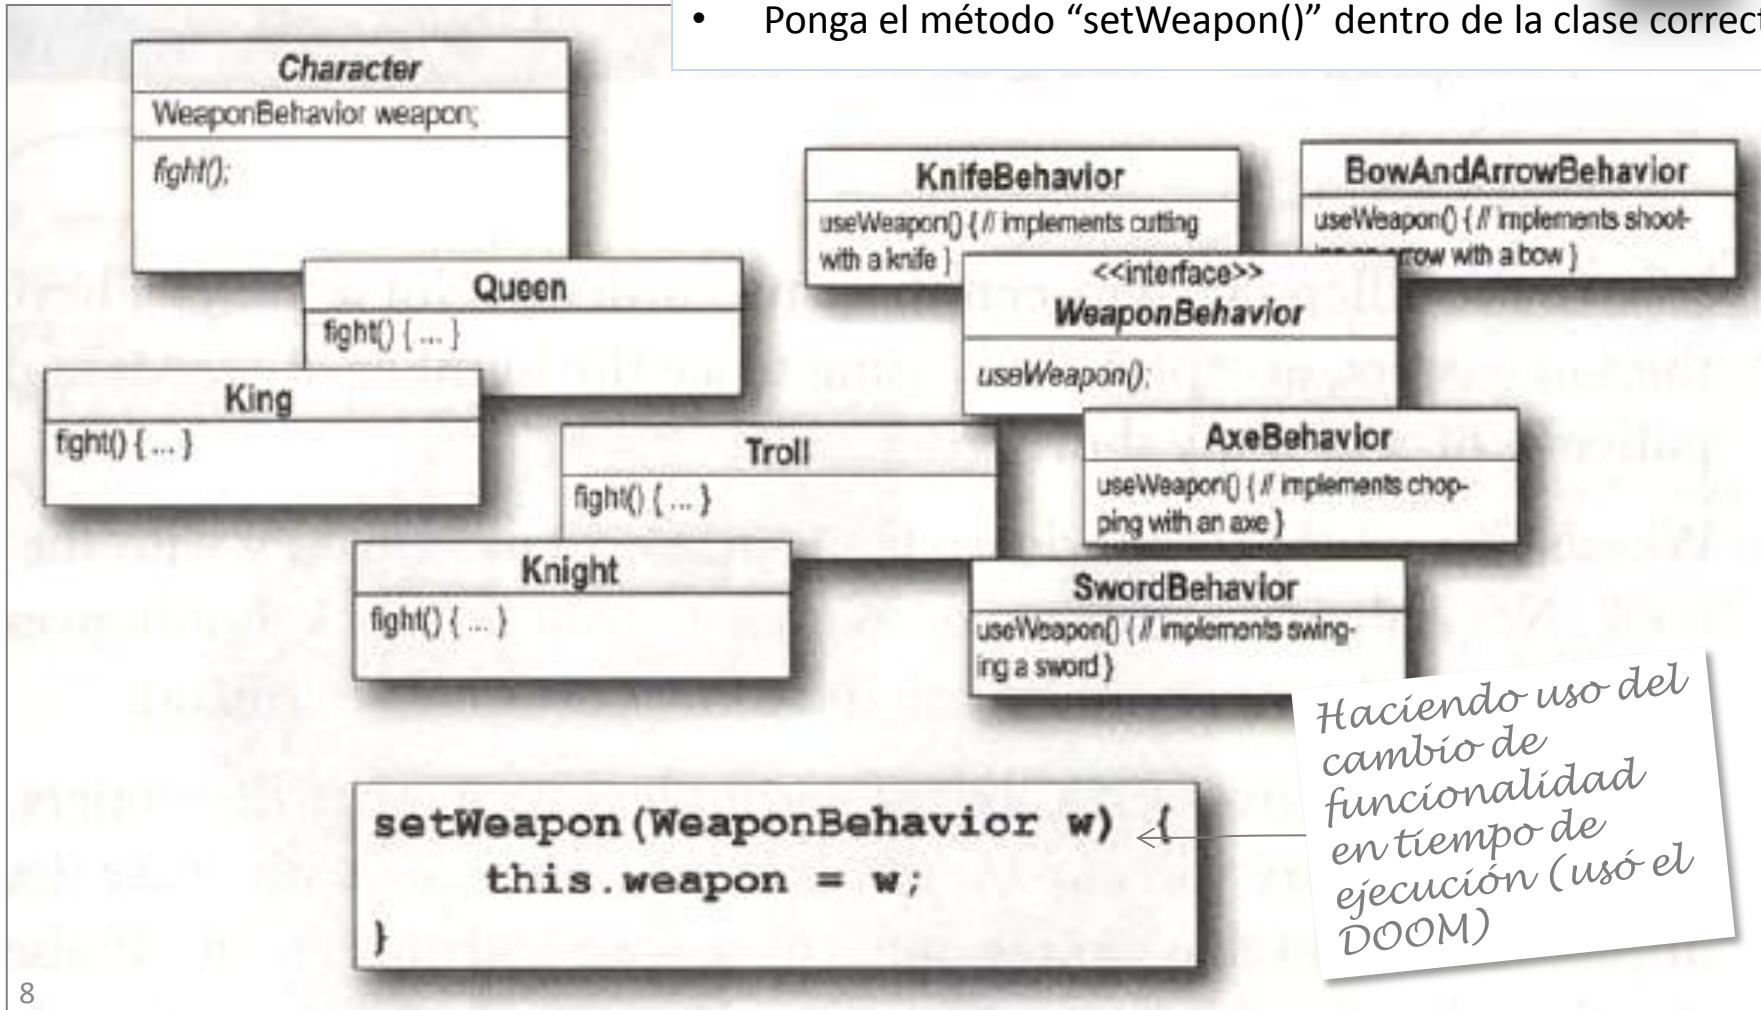 • Ponga el método “setWeapon()” dentro de la clase correct
Character
WeaponBehavior weapon;
fight();
KnifeBehavior
useWeapon() { // implements cutting
with a knife }
BowAndArrowBehavior
useWeapon() { // implements shoot-
arrow with a bow }
<<interface>>
WeaponBehavior
useWeapon();
Queen
fight() { ... }
King
fight() { ... }
Troll
fight() { ... }
AxeBehavior
useWeapon() { // implements chop-
ping with an axe }
Knight
fight() { ... }
SwordBehavior
useWeapon() { // implements swing-
ing a sword }
setWeapon(WeaponBehavior w) {
this.weapon = w;
}
Haciendo uso del
cambio de
funcionalidad
en tiempo de
ejecución (usó el
DOOM)
8